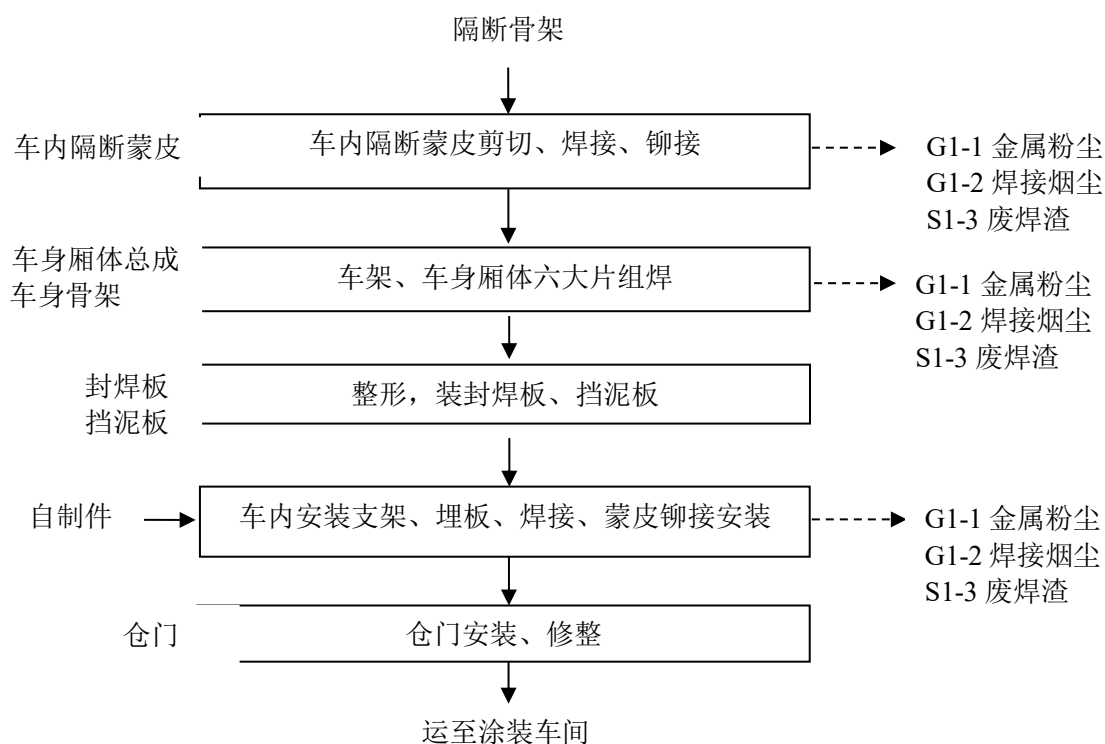 隔断骨架
车内隔断蒙皮
车内隔断蒙皮剪切、焊接、铆接
G1-1 金属粉尘
G1-2 焊接烟尘
S1-3 废焊渣
车身厢体总成
车身骨架
车架、车身厢体六大片组焊
G1-1 金属粉尘
G1-2 焊接烟尘
S1-3 废焊渣
封焊板
挡泥板
整形，装封焊板、挡泥板
自制件
车内安装支架、埋板、焊接、蒙皮铆接安装
G1-1 金属粉尘
G1-2 焊接烟尘
S1-3 废焊渣
仓门
仓门安装、修整
运至涂装车间